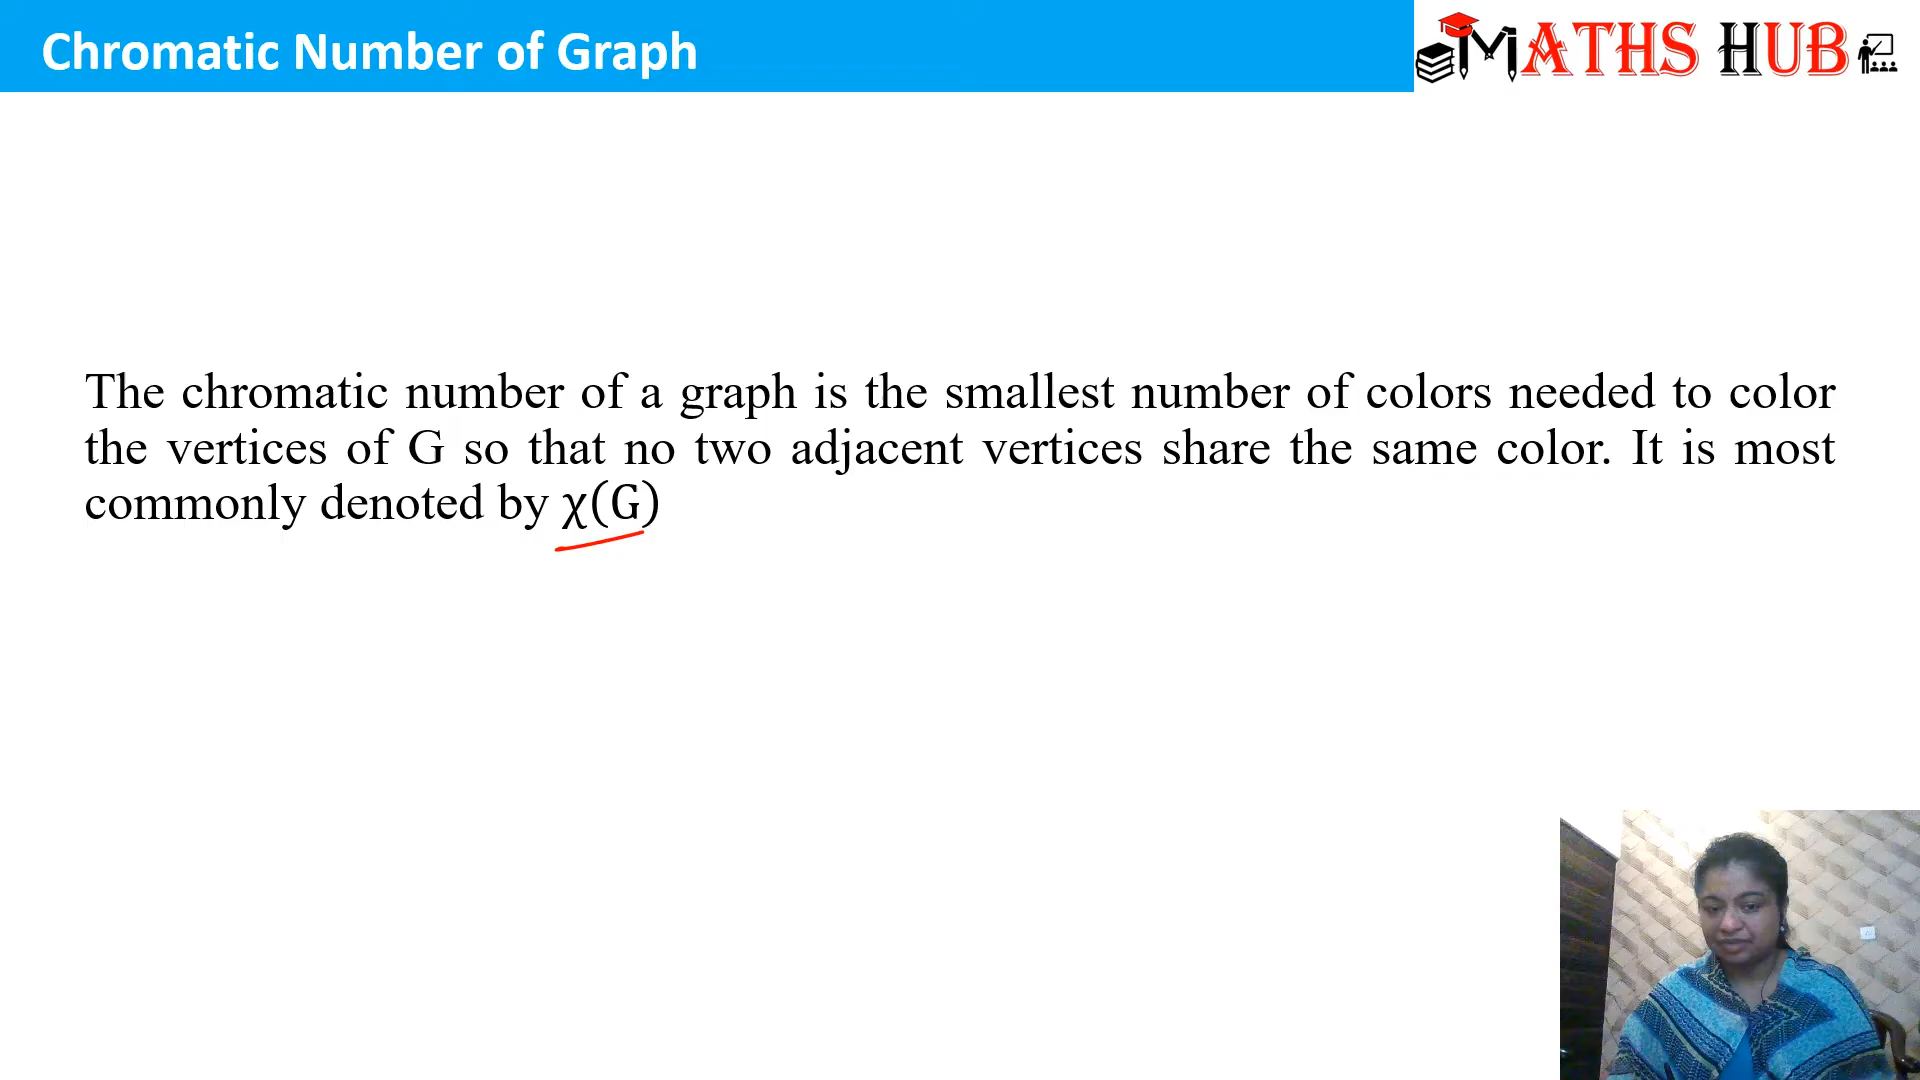 Chromatic Number of Graph
MATHS HUB
The chromatic number of a graph is the smallest number of colors needed to color
the vertices of G so that no two adjacent vertices share the same color. It is most
commonly denoted by χ(G)